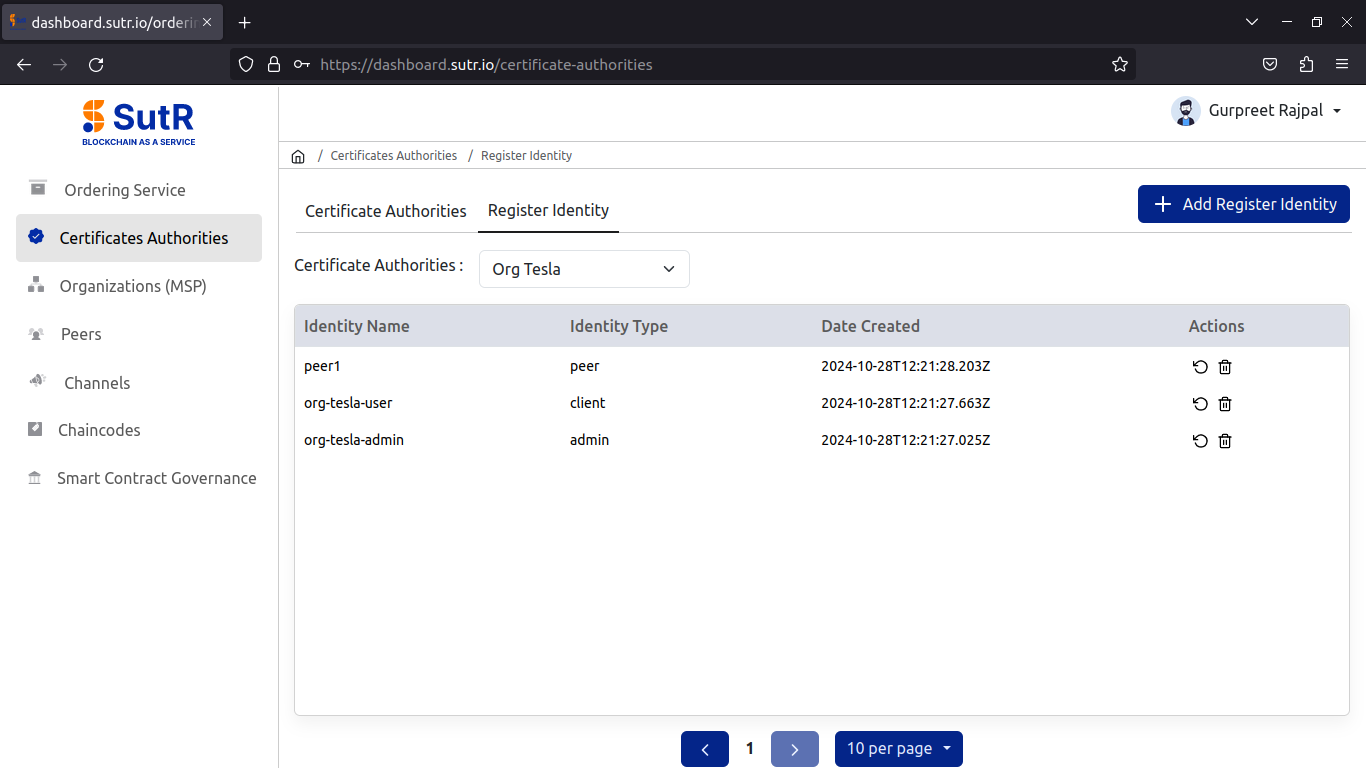 dashboard.sutr.io/orderin
https://dashboard.sutr.io/certificate-authorities
SutR
BLOCKCHAIN AS A SERVICE
Gurpreet Rajpal
/ Certificates Authorities / Register Identity
Ordering Service
Certificates Authorities
Organizations (MSP)
Peers
Channels
Chaincodes
Smart Contract Governance
Certificate Authorities Register Identity
+ Add Register Identity
Certificate Authorities : Org Tesla
Identity Name Identity Type Date Created Actions
peer1 peer 2024-10-28T12:21:28.203Z
org-tesla-user client 2024-10-28T12:21:27.663Z
org-tesla-admin admin 2024-10-28T12:21:27.025Z
1 10 per page